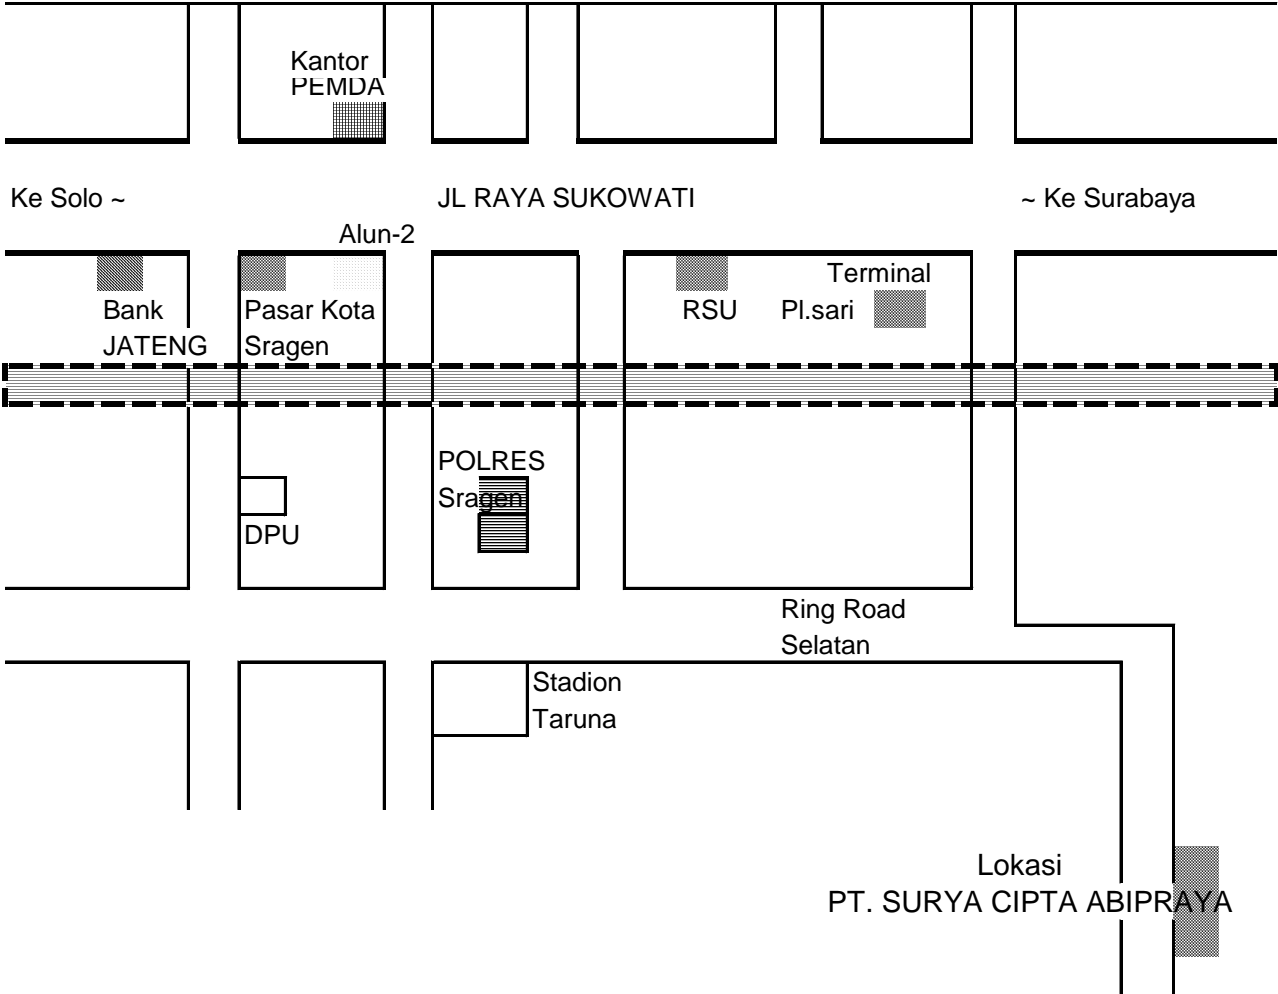 Kantor
PEMDA
Ke Solo ~
JL RAYA SUKOWATI
~ Ke Surabaya
Alun-2
Terminal
Bank
Pasar Kota
RSU
Pl.sari
JATENG
Sragen
POLRES
Sragen
DPU
Ring Road
Selatan
Stadion
Taruna
Lokasi
PT. SURYA CIPTA ABIPRAYA